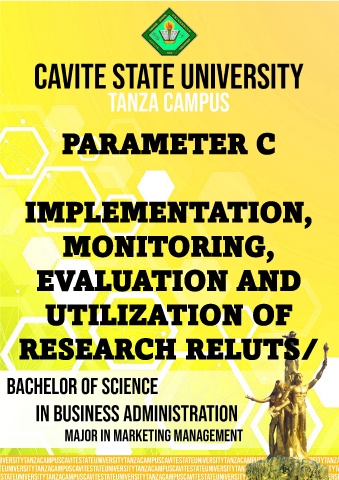 CAVITE STATE UNIVERSITY
TANZA CAMPUS
PARAMETER C
IMPLEMENTATION,
MONITORING,
EVALUATION AND
UTILIZATION OF
RESEARCH RELUTS/
BACHELOR OF SCIENCE
IN BUSINESS ADMINISTRATION
MAJOR IN MARKETING MANAGEMENT